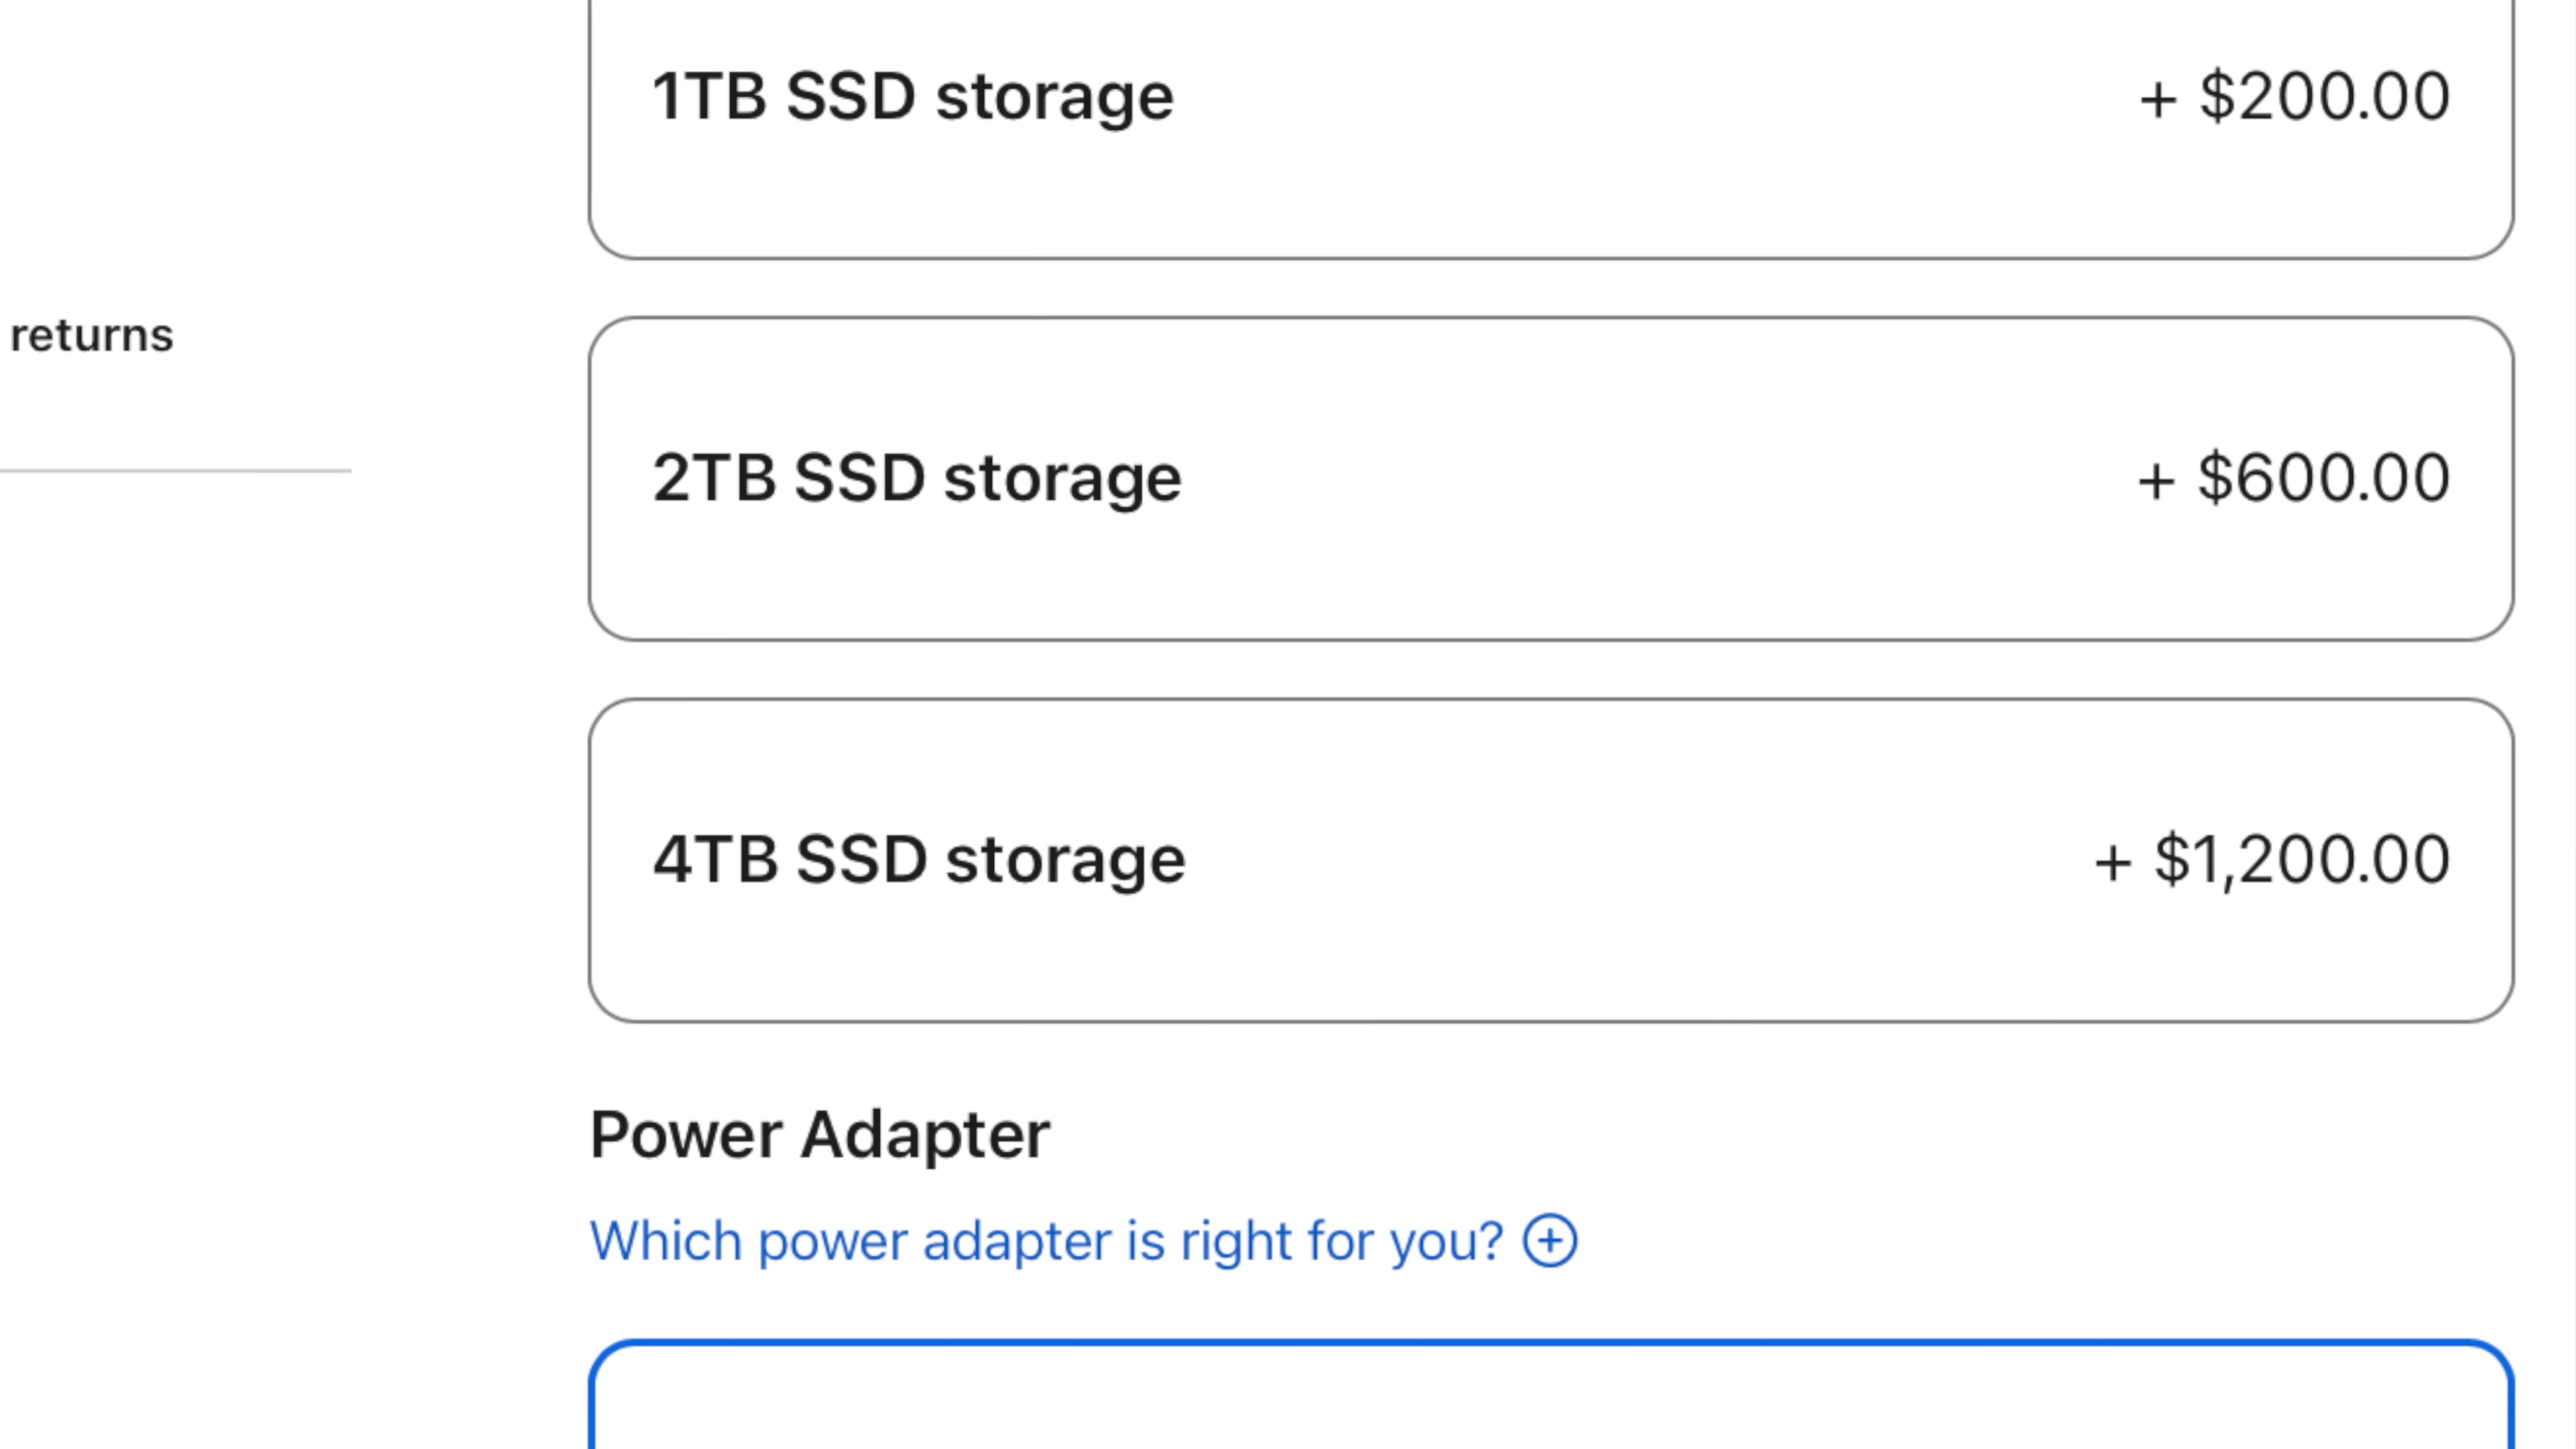 1TB SSD storage + $200.00
returns
2TB SSD storage + $600.00
4TB SSD storage + $1,200.00
Power Adapter
Which power adapter is right for you?